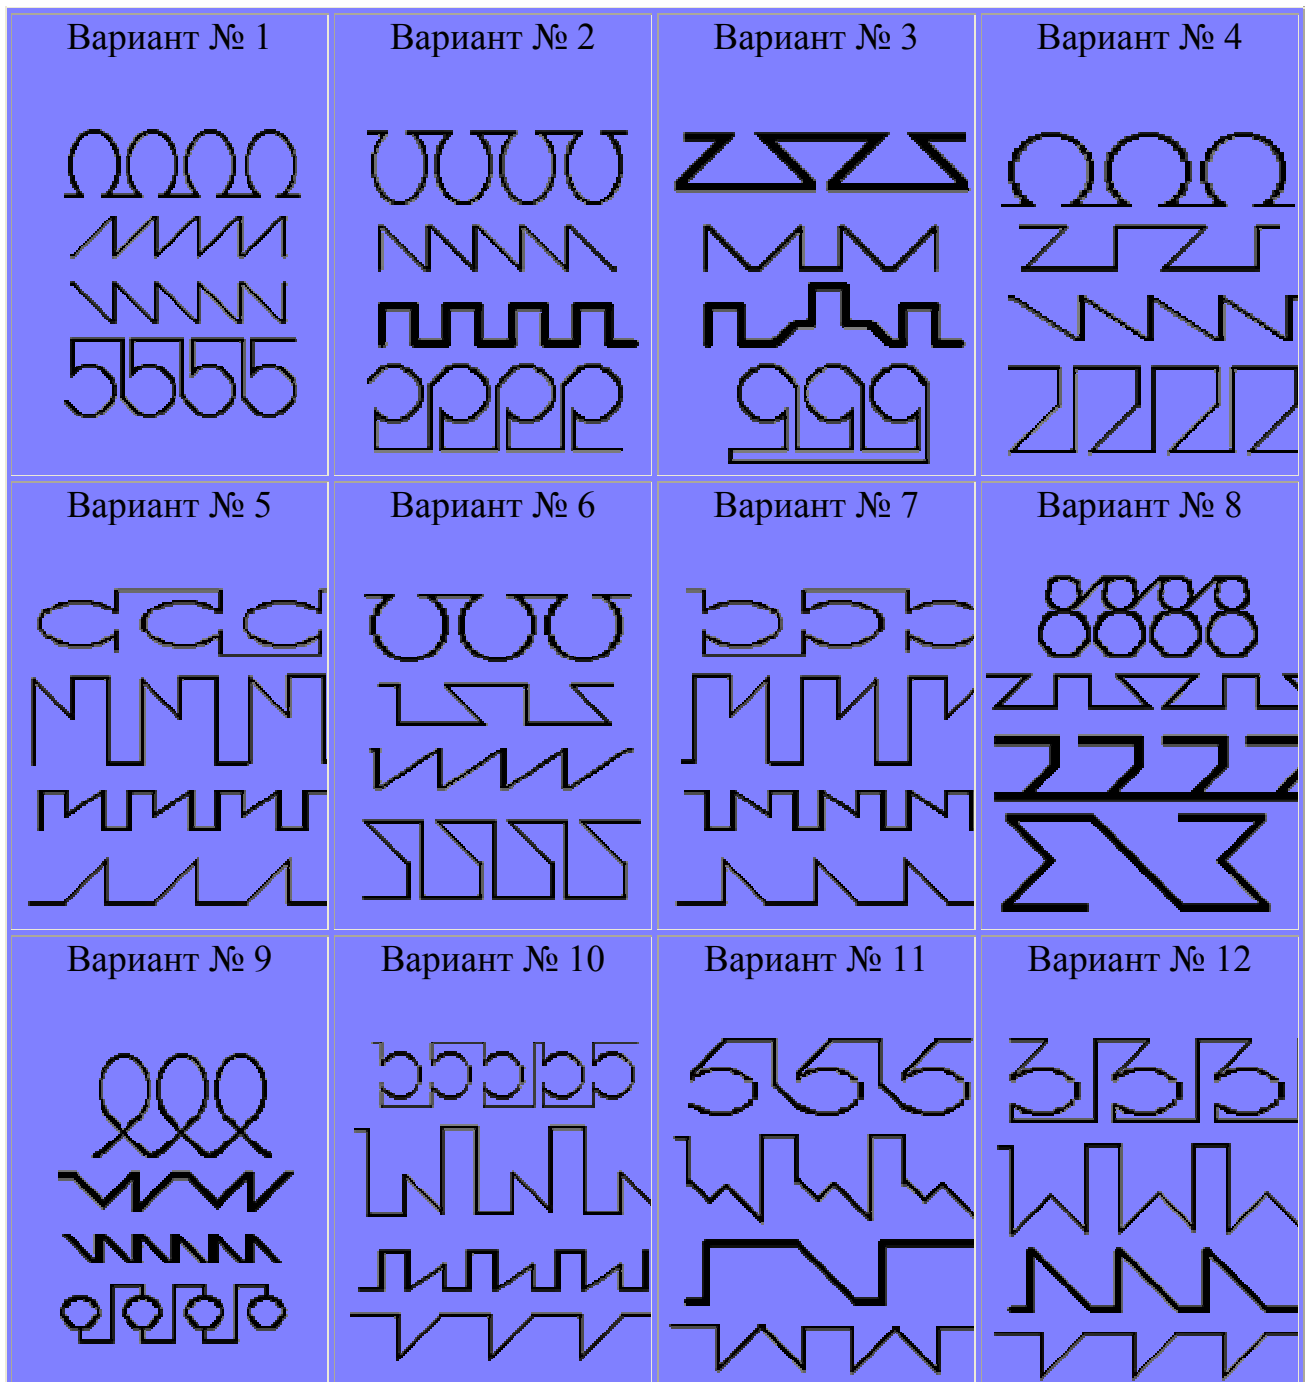 Вариант № 1
Вариант № 2
Вариант № 3
Вариант № 4
Вариант № 5
Вариант № 6
Вариант № 7
Вариант № 8
Вариант № 9
Вариант № 10
Вариант № 11
Вариант № 12